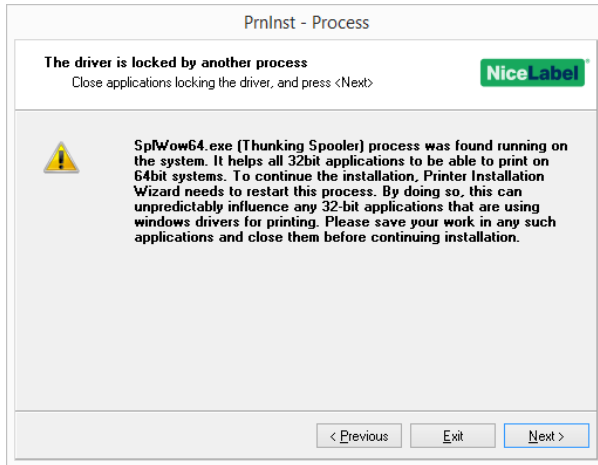 PrnInst - Process
The driver is locked by another process
Close applications locking the driver, and press <Next>
NiceLabel
SplWow64.exe (Thunking Spooler) process was found running on
the system. It helps all 32bit applications to be able to print on
64bit systems. To continue the installation, Printer Installation
Wizard needs to restart this process. By doing so, this can
unpredictably influence any 32-bit applications that are using
windows drivers for printing. Please save your work in any such
applications and close them before continuing installation.
< Previous Exit Next >